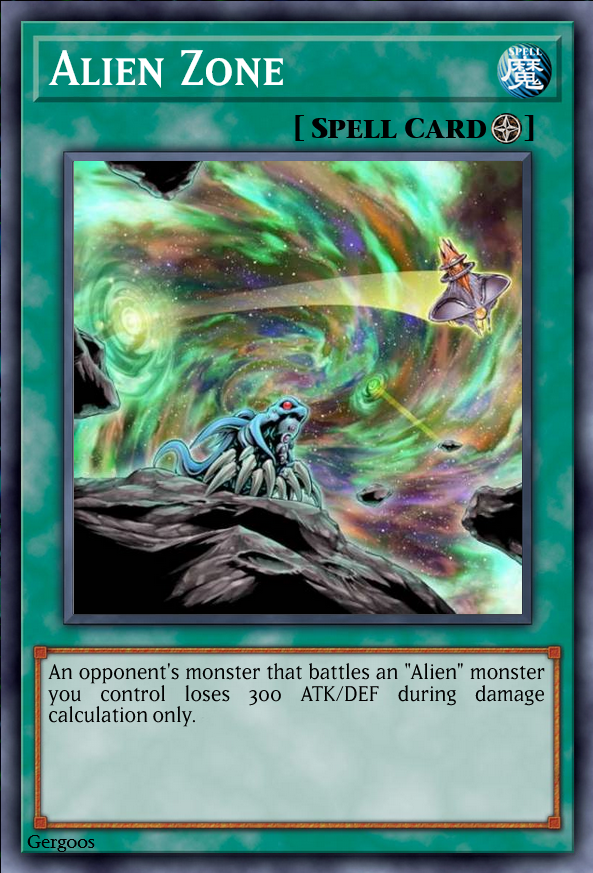 ALIEN ZONE
SPELL
魔
[ SPELL CARD ]
An opponent's monster that battles an "Alien" monster
you control loses 300 ATK/DEF during damage
calculation only.
Gergoos